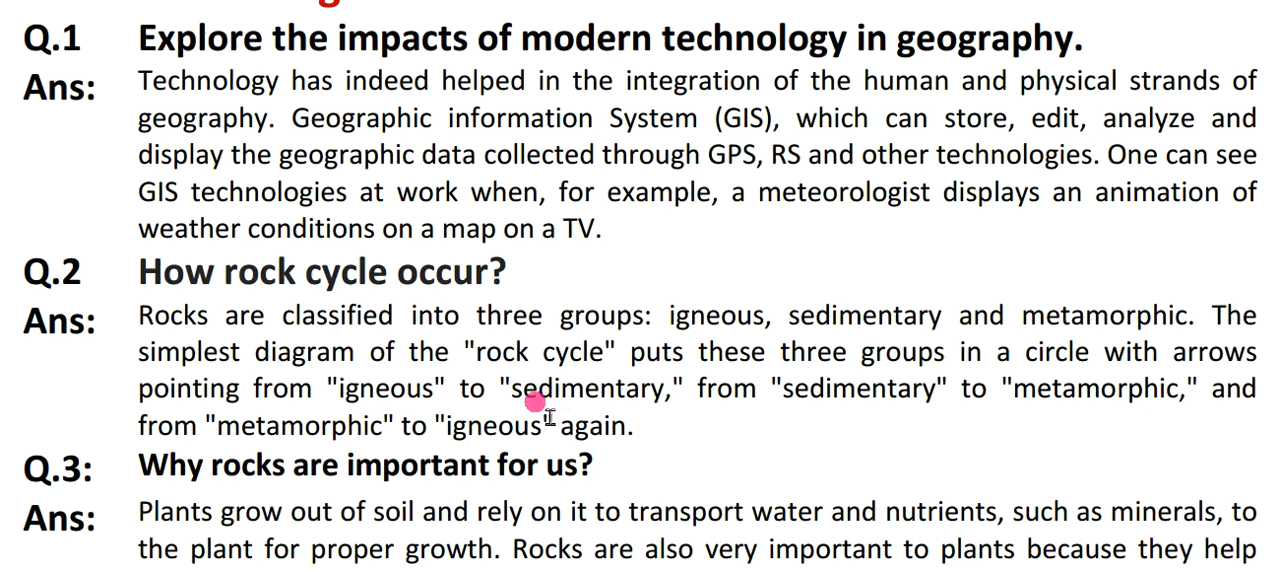 Q.1 Explore the impacts of modern technology in geography.
Ans: Technology has indeed helped in the integration of the human and physical strands of
geography. Geographic information System (GIS), which can store, edit, analyze and
display the geographic data collected through GPS, RS and other technologies. One can see
GIS technologies at work when, for example, a meteorologist displays an animation of
weather conditions on a map on a TV.
Q.2 How rock cycle occur?
Ans: Rocks are classified into three groups: igneous, sedimentary and metamorphic. The
simplest diagram of the "rock cycle" puts these three groups in a circle with arrows
pointing from "igneous" to "sedimentary," from "sedimentary" to "metamorphic," and
from "metamorphic" to "igneous" again.
Q.3: Why rocks are important for us?
Ans: Plants grow out of soil and rely on it to transport water and nutrients, such as minerals, to
the plant for proper growth. Rocks are also very important to plants because they help